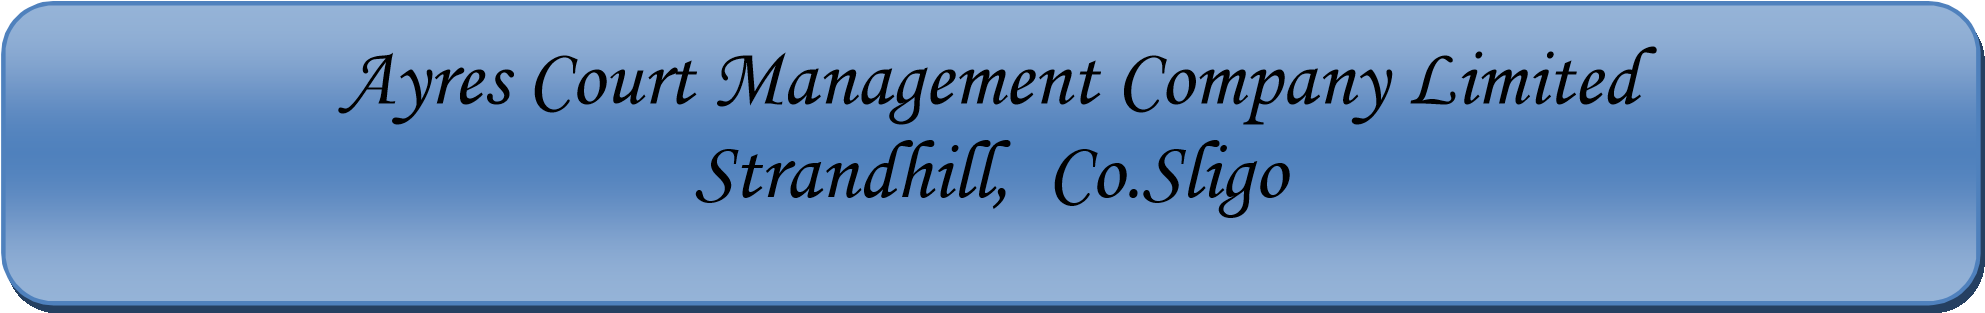 Ayres Court Management Company Limited
Strandhill,  Co.Sligo